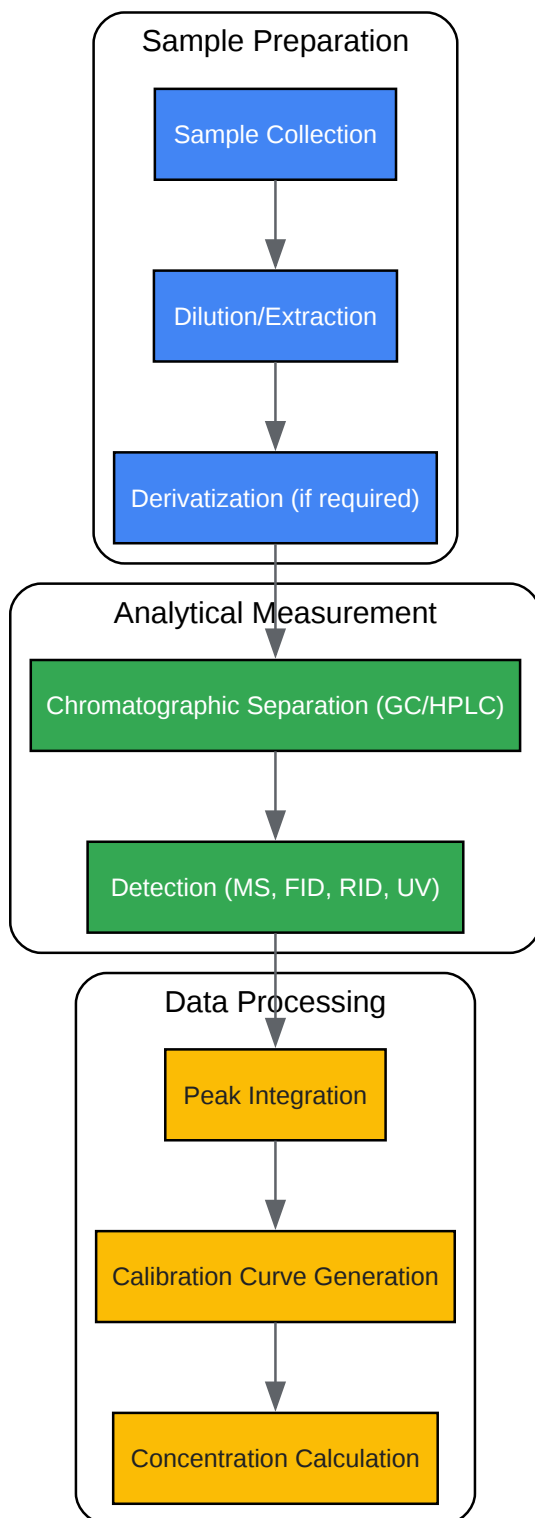 Sample Preparation
Sample Collection
Dilution/Extraction
Derivatization (if required)
Analytical Measurement
Chromatographic Separation (GC/HPLC)
Detection (MS, FID, RID, UV)
Data Processing
Peak Integration
Calibration Curve Generation
Concentration Calculation